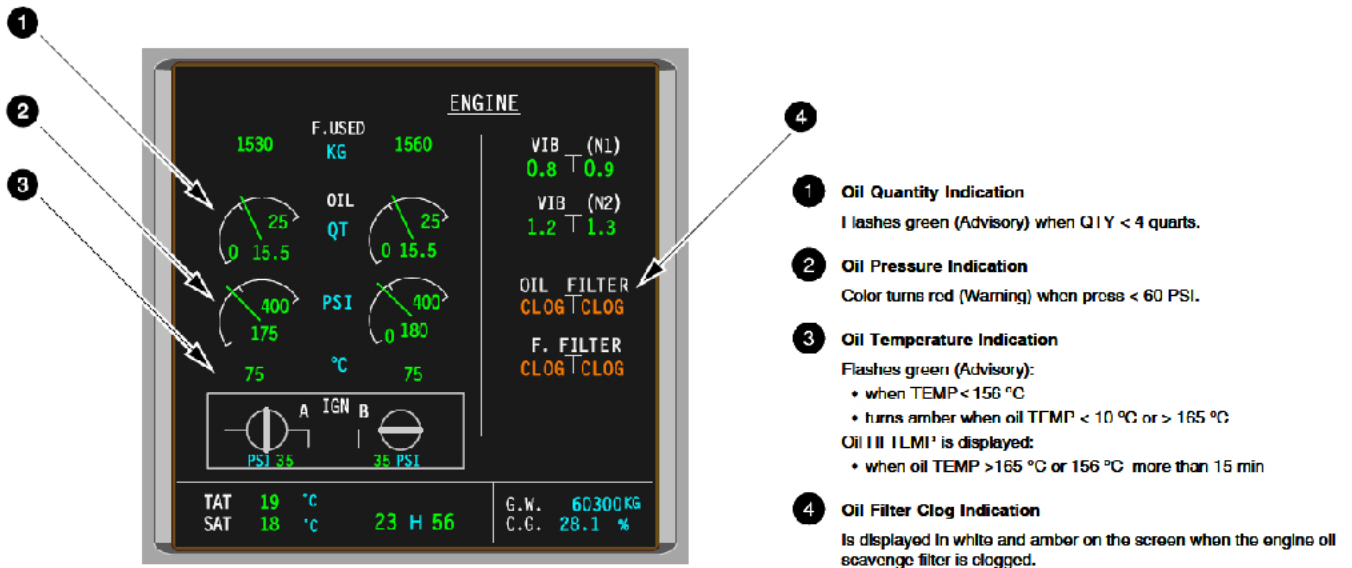 1
2
3
4
ENGINE
F.USED
1530 KG 1560
VIB (N1)
0.8 0.9
VIB (N2)
1.2 1.3
OIL
25 QT 25
0 15.5 0 15.5
OIL FILTER
CLOG CLOG
400 PSI 400
175 0 180
F. FILTER
CLOG CLOG
75 °C 75
A IGN B
PSI 35 35 PSI
TAT 19 °C
SAT 18 °C 23 H 56
G.W. 60300 KG
C.G. 28.1 %
1 Oil Quantity Indication
Flashes green (Advisory) when QTY < 4 quarts.
2 Oil Pressure Indication
Color turns red (Warning) when press < 60 PSI.
3 Oil Temperature Indication
Flashes green (Advisory):
• when TEMP< 156 °C
• turns amber when oil TEMP < 10 °C or > 165 °C
Oil HI TEMP is displayed:
• when oil TEMP >165 °C or 156 °C more than 15 min
4 Oil Filter Clog Indication
Is displayed in white and amber on the screen when the engine oil
scavenge filter is clogged.